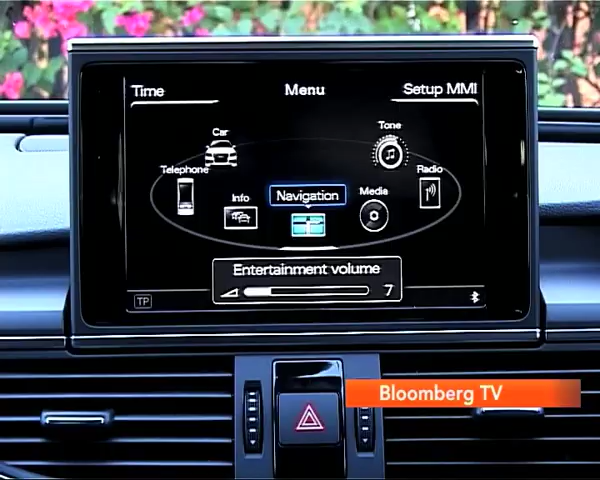 Time
Menu
Setup MMI
Car
Tone
Telephone
Radio
Info
Navigation
Media
Entertainment volume
7
TP
Bloomberg TV